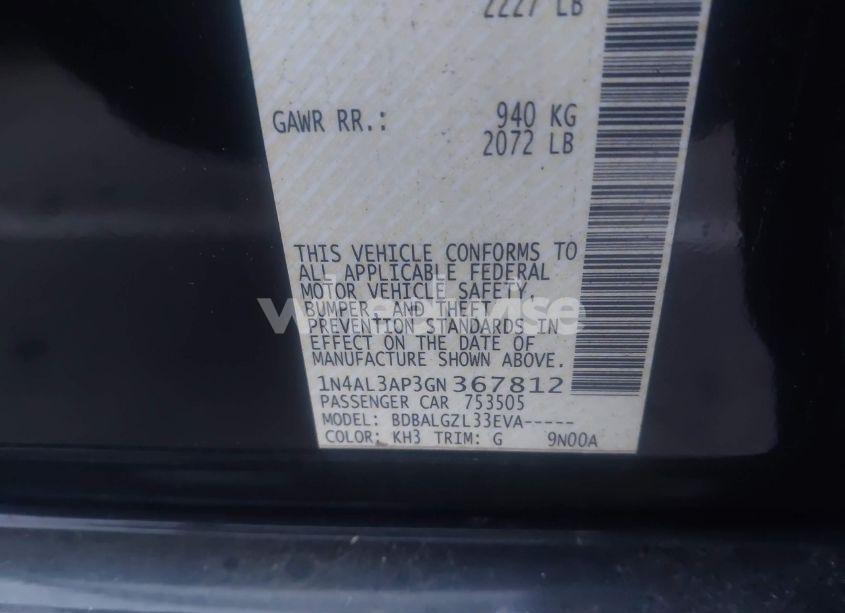 2227 LB
GAWR RR.: 940 KG
2072 LB
THIS VEHICLE CONFORMS TO
ALL APPLICABLE FEDERAL
MOTOR VEHICLE SAFETY,
BUMPER, AND THEFT
PREVENTION STANDARDS IN
EFFECT ON THE DATE OF
MANUFACTURE SHOWN ABOVE.
1N4AL3AP3GN367812
PASSENGER CAR 753505
MODEL: BDBALGZL33EVA-----
COLOR: KH3 TRIM: G 9N00A